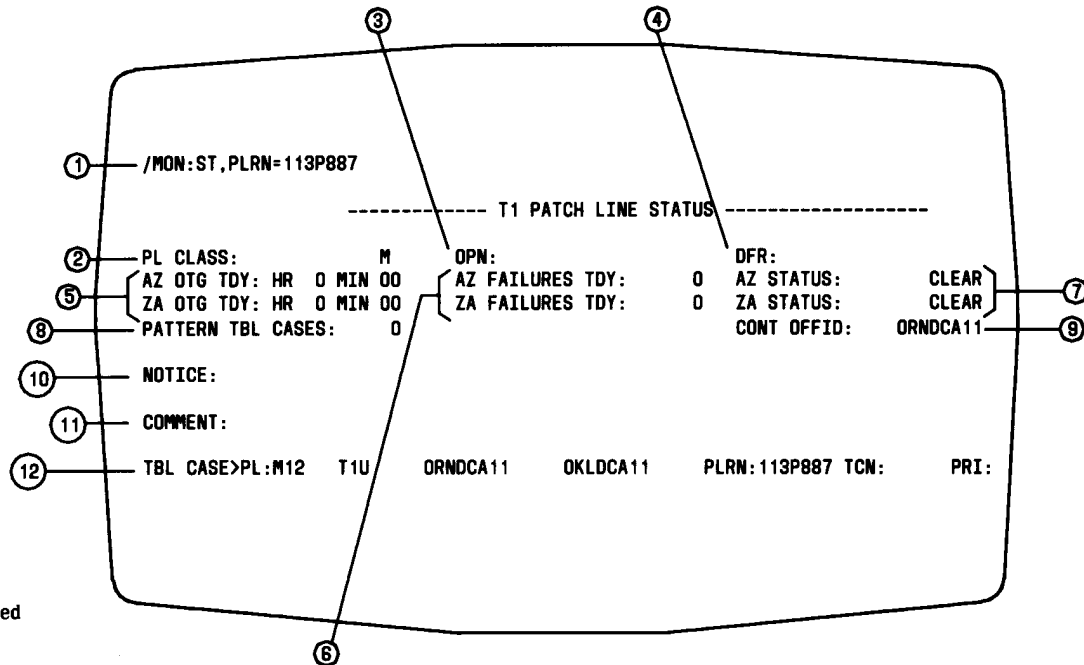 3 4
1 /MON:ST,PLRN=113P887
------------ T1 PATCH LINE STATUS ------------------
2 PL CLASS: M OPN: DFR:
AZ OTG TDY: HR 0 MIN 00 AZ FAILURES TDY: 0 AZ STATUS: CLEAR
5 7
ZA OTG TDY: HR 0 MIN 00 ZA FAILURES TDY: 0 ZA STATUS: CLEAR
8 PATTERN TBL CASES: 0 CONT OFFID: ORNDCA11 9
10 NOTICE:
11 COMMENT:
12 TBL CASE>PL:M12 T1U ORNDCA11 OKLDCA11 PLRN:113P887 TCN: PRI:
ed
6